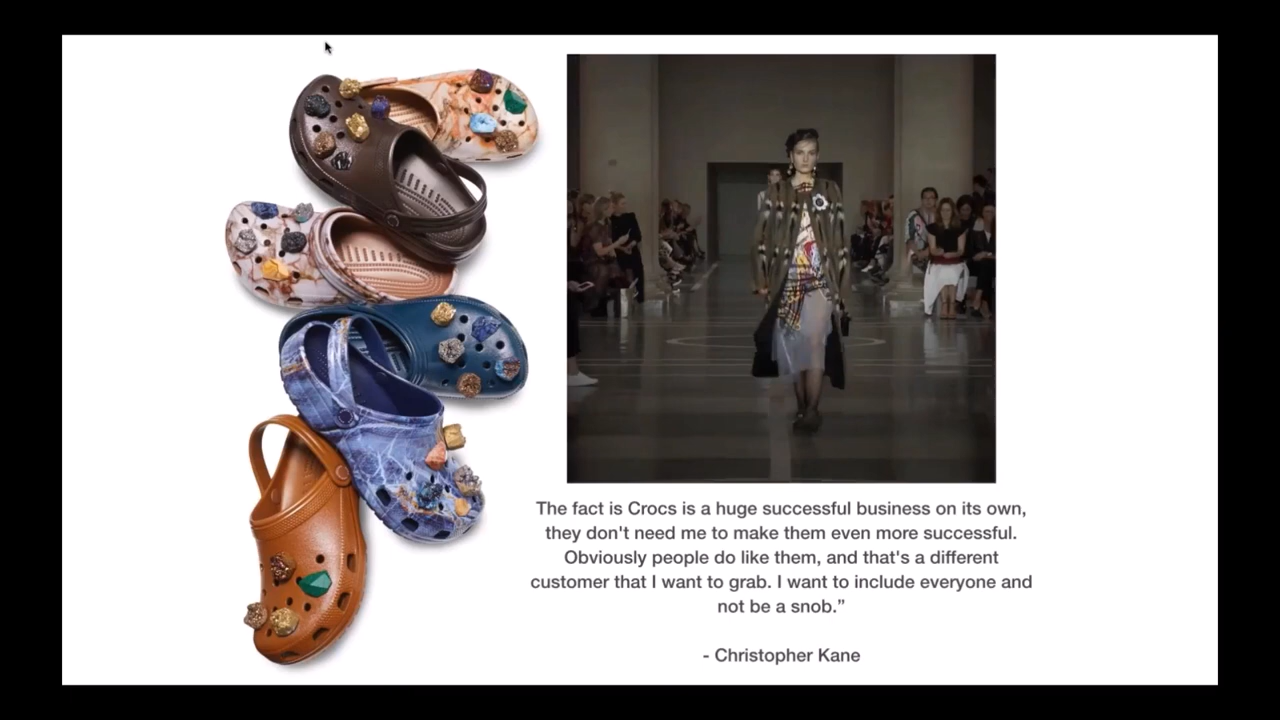 The fact is Crocs is a huge successful business on its own,
they don't need me to make them even more successful.
Obviously people do like them, and that's a different
customer that I want to grab. I want to include everyone and
not be a snob.”
- Christopher Kane